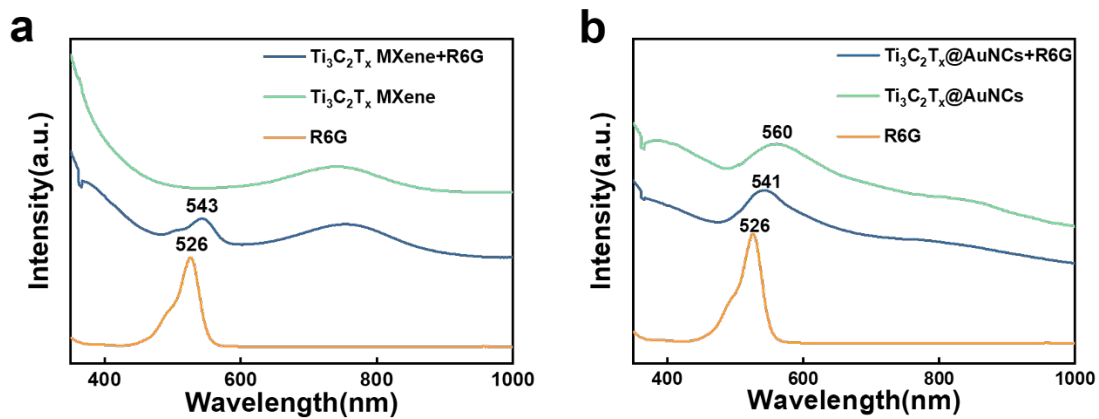 a
Ti₃C₂Tₓ MXene+R6G
Ti₃C₂Tₓ MXene
R6G
543
526
Intensity(a.u.)
400 600 800 1000
Wavelength(nm)
b
Ti₃C₂Tₓ@AuNCs+R6G
Ti₃C₂Tₓ@AuNCs
R6G
560
541
526
Intensity(a.u.)
400 600 800 1000
Wavelength(nm)